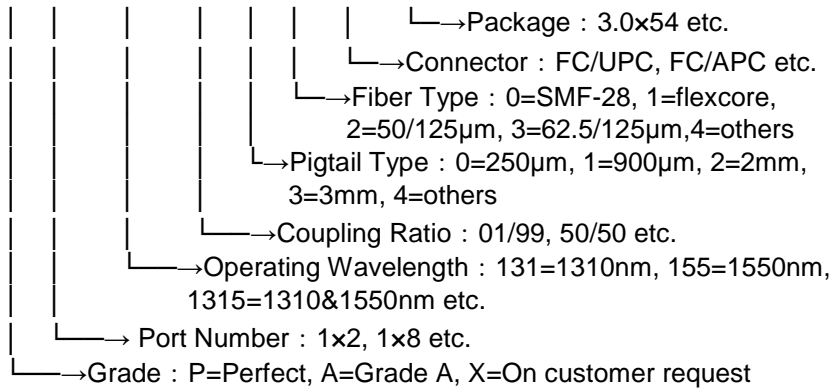 Package：3.0×54 etc.
Connector：FC/UPC, FC/APC etc.
Fiber Type：0=SMF-28, 1=flexcore,
2=50/125μm, 3=62.5/125μm,4=others
Pigtail Type：0=250μm, 1=900μm, 2=2mm,
3=3mm, 4=others
Coupling Ratio：01/99, 50/50 etc.
Operating Wavelength：131=1310nm, 155=1550nm,
1315=1310&1550nm etc.
Port Number：1×2, 1×8 etc.
Grade：P=Perfect, A=Grade A, X=On customer request